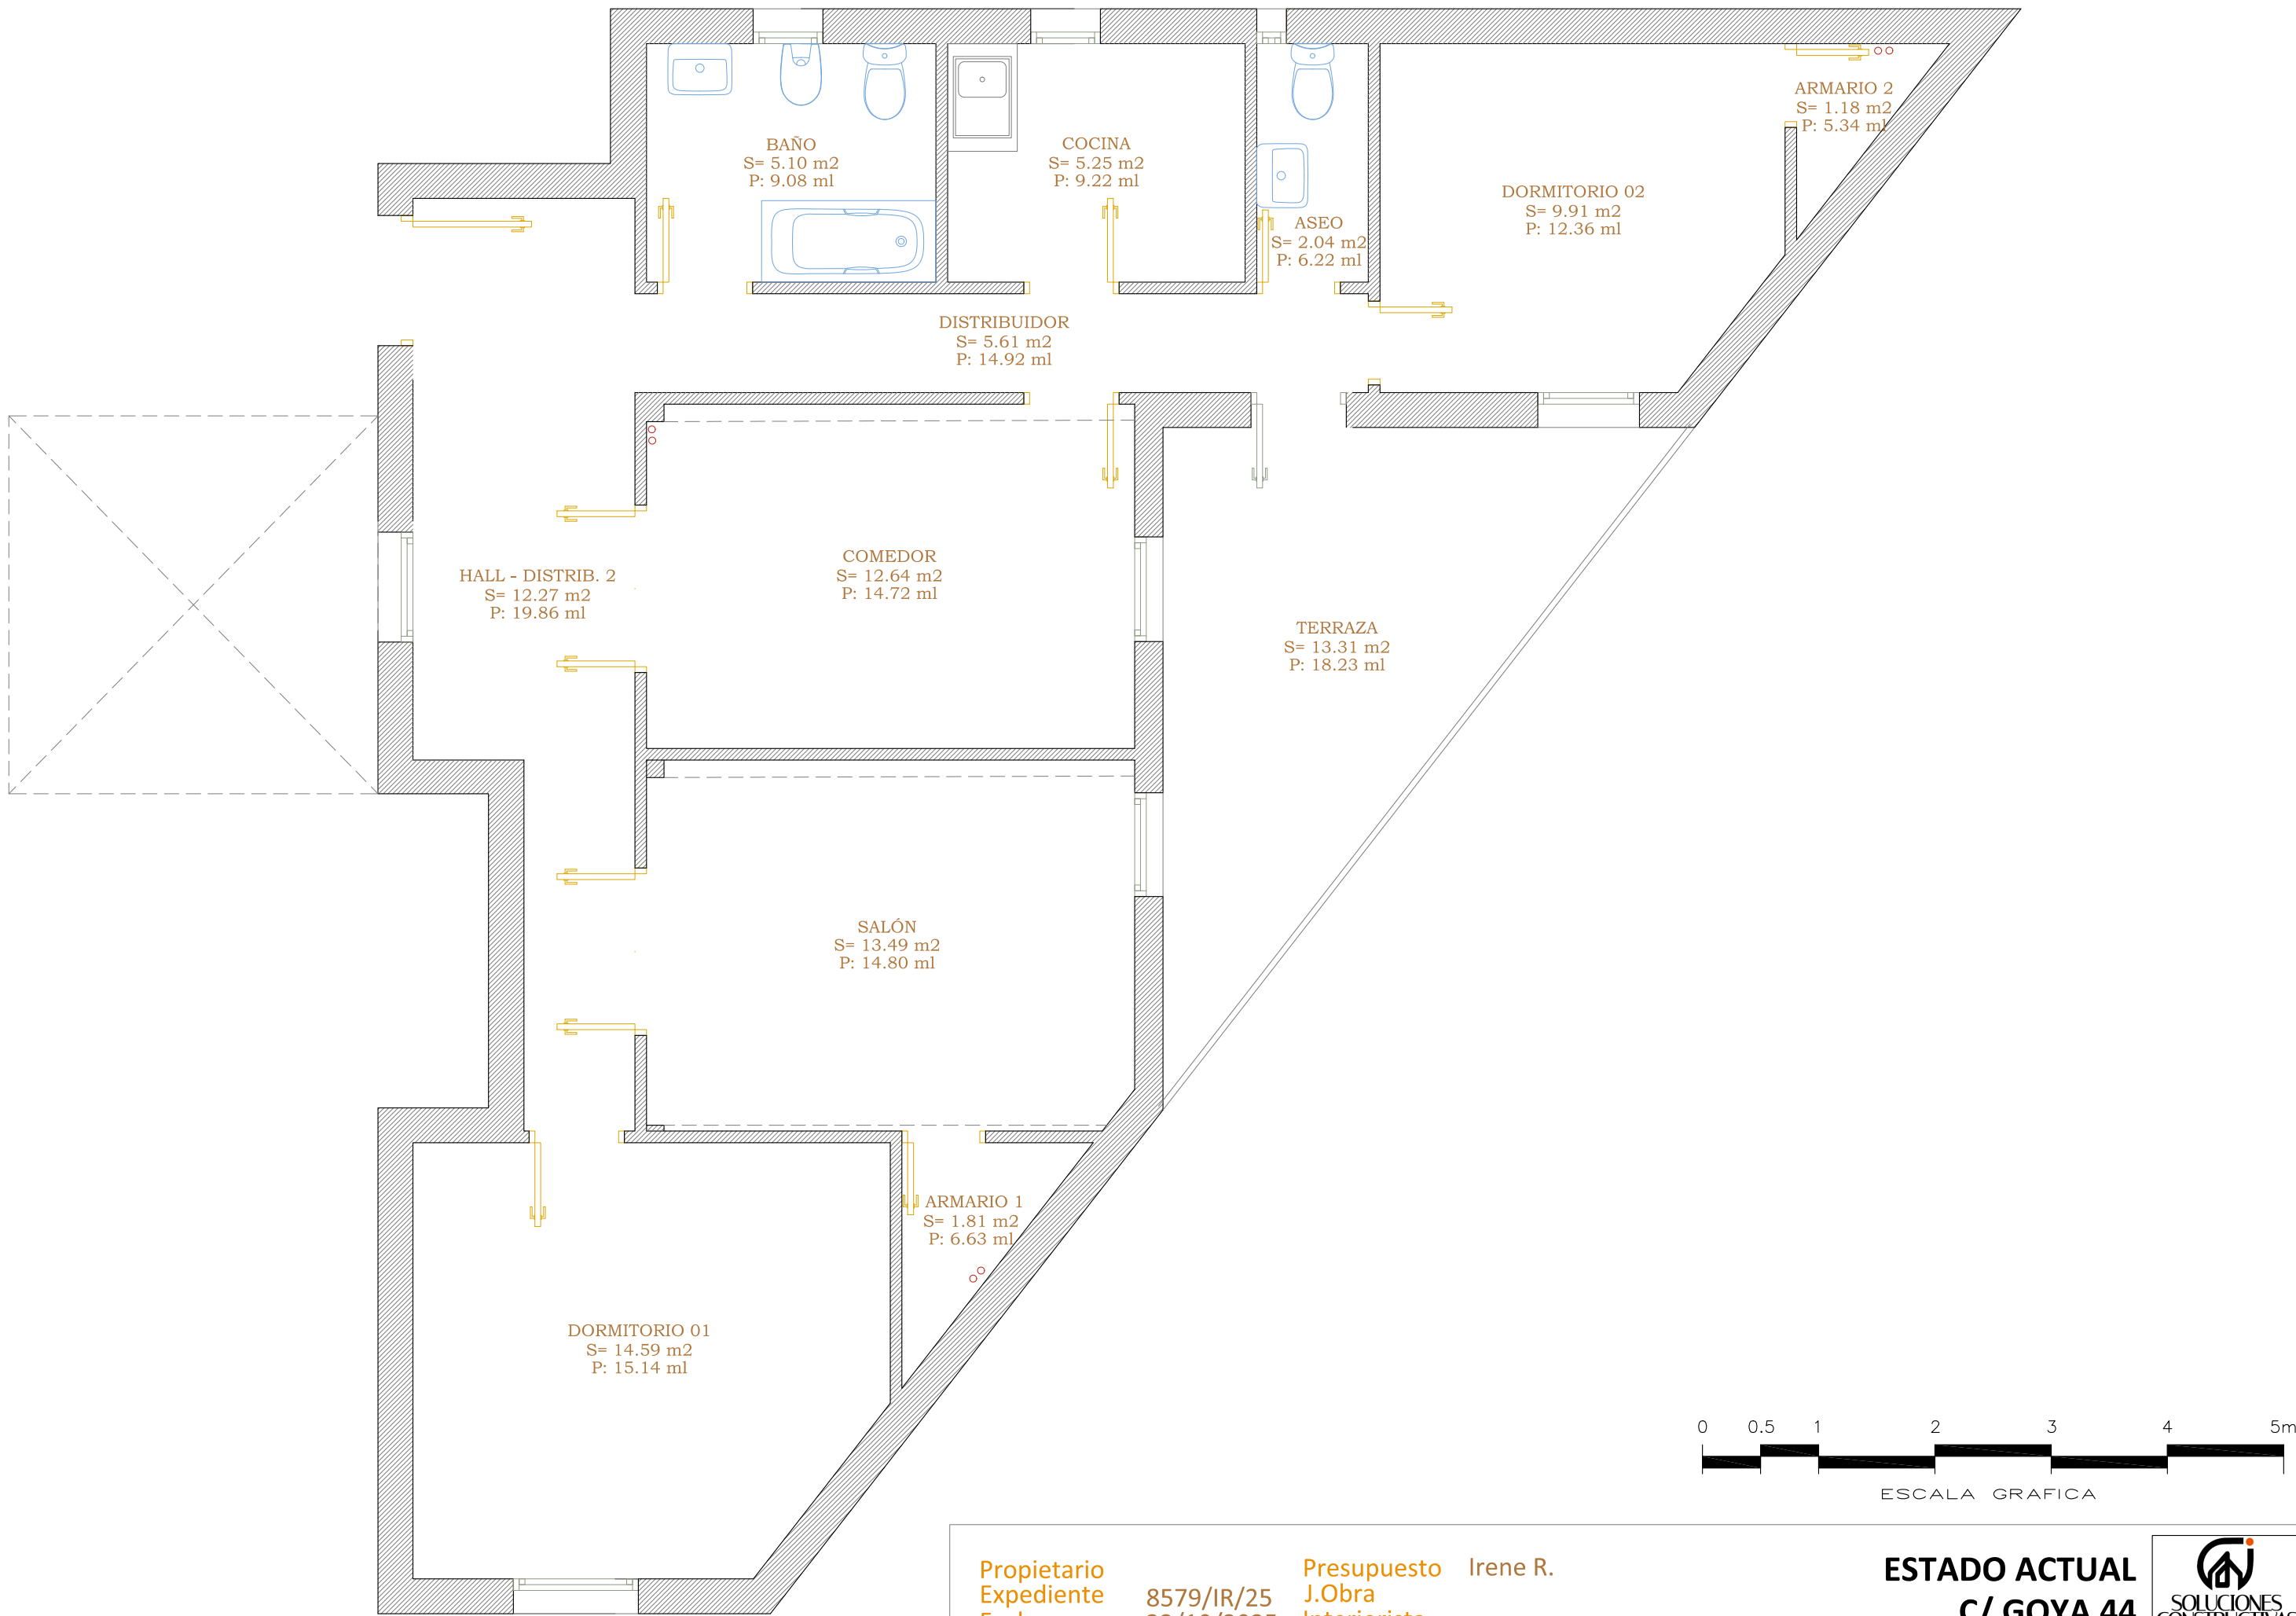 BAÑO
S= 5.10 m2
P: 9.08 ml
COCINA
S= 5.25 m2
P: 9.22 ml
ASEO
S= 2.04 m2
P: 6.22 ml
DORMITORIO 02
S= 9.91 m2
P: 12.36 ml
ARMARIO 2
S= 1.18 m2
P: 5.34 ml
DISTRIBUIDOR
S= 5.61 m2
P: 14.92 ml
HALL - DISTRIB. 2
S= 12.27 m2
P: 19.86 ml
COMEDOR
S= 12.64 m2
P: 14.72 ml
TERRAZA
S= 13.31 m2
P: 18.23 ml
SALÓN
S= 13.49 m2
P: 14.80 ml
ARMARIO 1
S= 1.81 m2
P: 6.63 ml
DORMITORIO 01
S= 14.59 m2
P: 15.14 ml
0 0.5 1 2 3 4 5m
ESCALA GRAFICA
Propietario
Presupuesto Irene R.
Expediente 8579/IR/25
J.Obra
ESTADO ACTUAL
C/ GOYA 44
SOLUCIONES